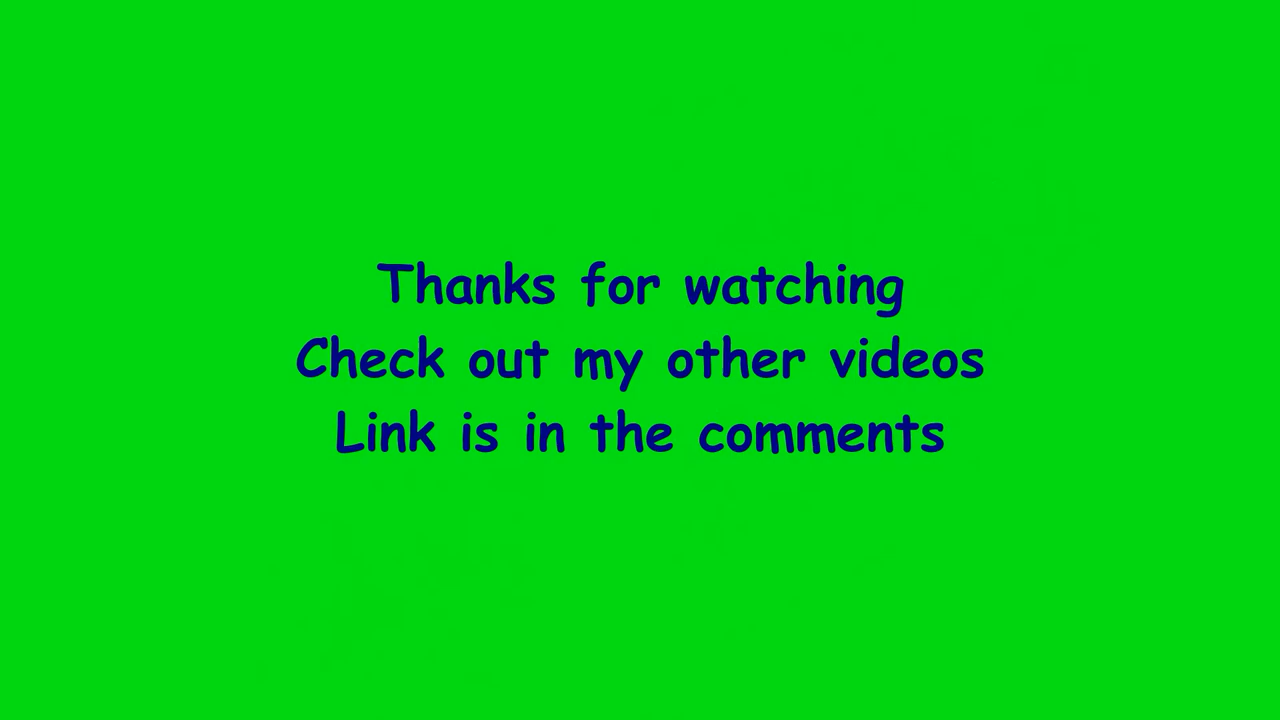 Thanks for watching
Check out my other videos
Link is in the comments